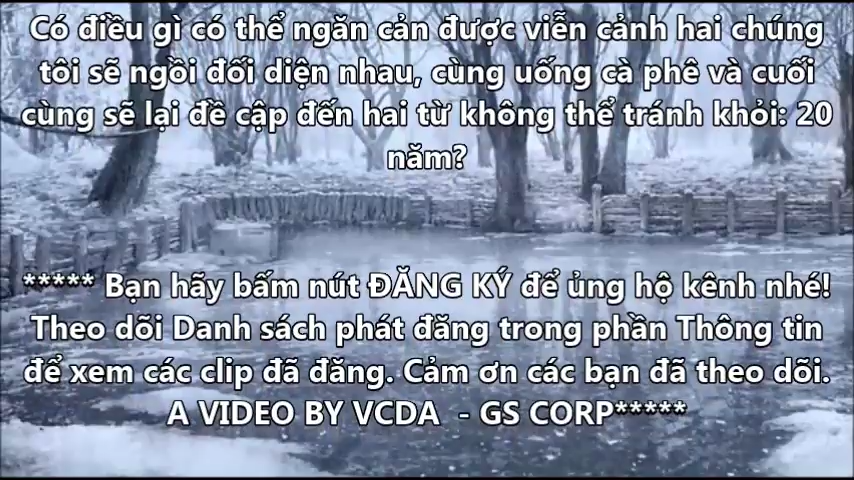 Có điều gì có thể ngăn cản được viễn cảnh hai chúng
tôi sẽ ngồi đối diện nhau, cùng uống cà phê và cuối
cùng sẽ lại đề cập đến hai từ không thể tránh khỏi: 20
năm?
***** Bạn hãy bấm nút ĐĂNG KÝ để ủng hộ kênh nhé!
Theo dõi Danh sách phát đăng trong phần Thông tin
để xem các clip đã đăng. Cảm ơn các bạn đã theo dõi.
A VIDEO BY VCDA - GS CORP*****